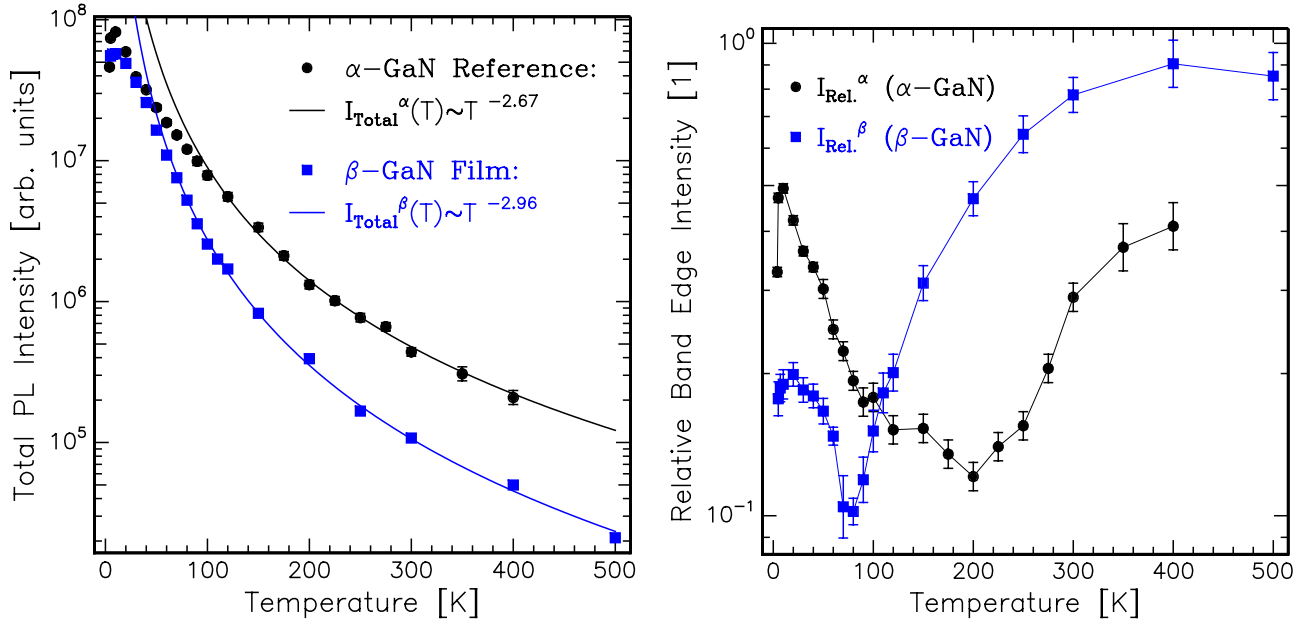 10^8
10^7
10^6
10^5
Total PL Intensity [arb. units]
α−GaN Reference:
I_Total^α(T)∼T^−2.67
β−GaN Film:
I_Total^β(T)∼T^−2.96
0 100 200 300 400 500
Temperature [K]
10^0
10^−1
Relative Band Edge Intensity [1]
I_Rel.^α (α−GaN)
I_Rel.^β (β−GaN)
0 100 200 300 400 500
Temperature [K]